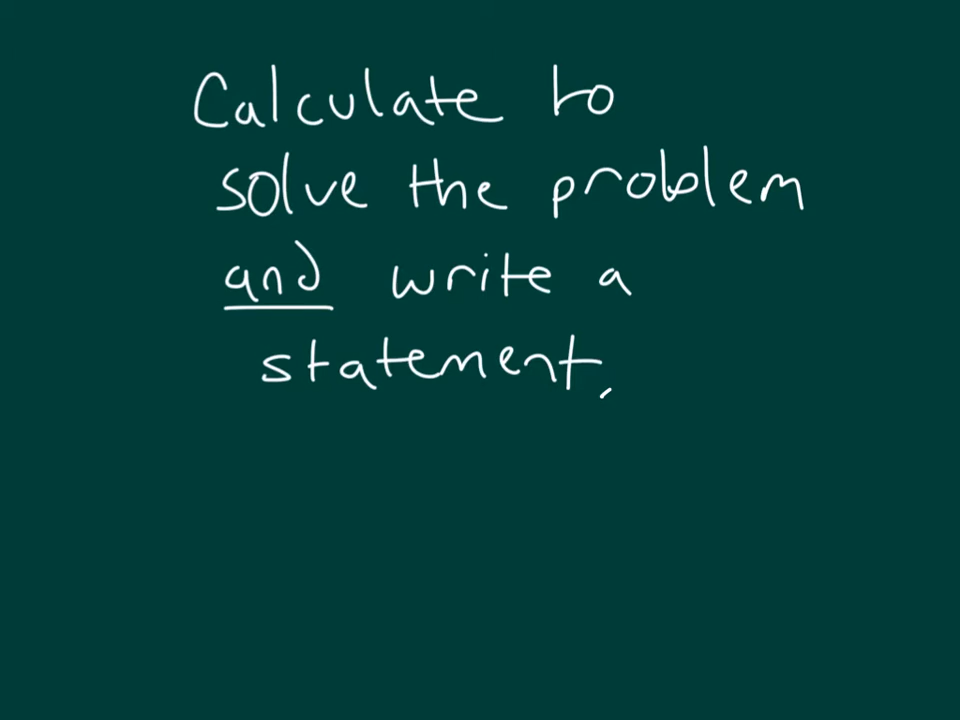 Calculate to
solve the problem
and write a
statement.